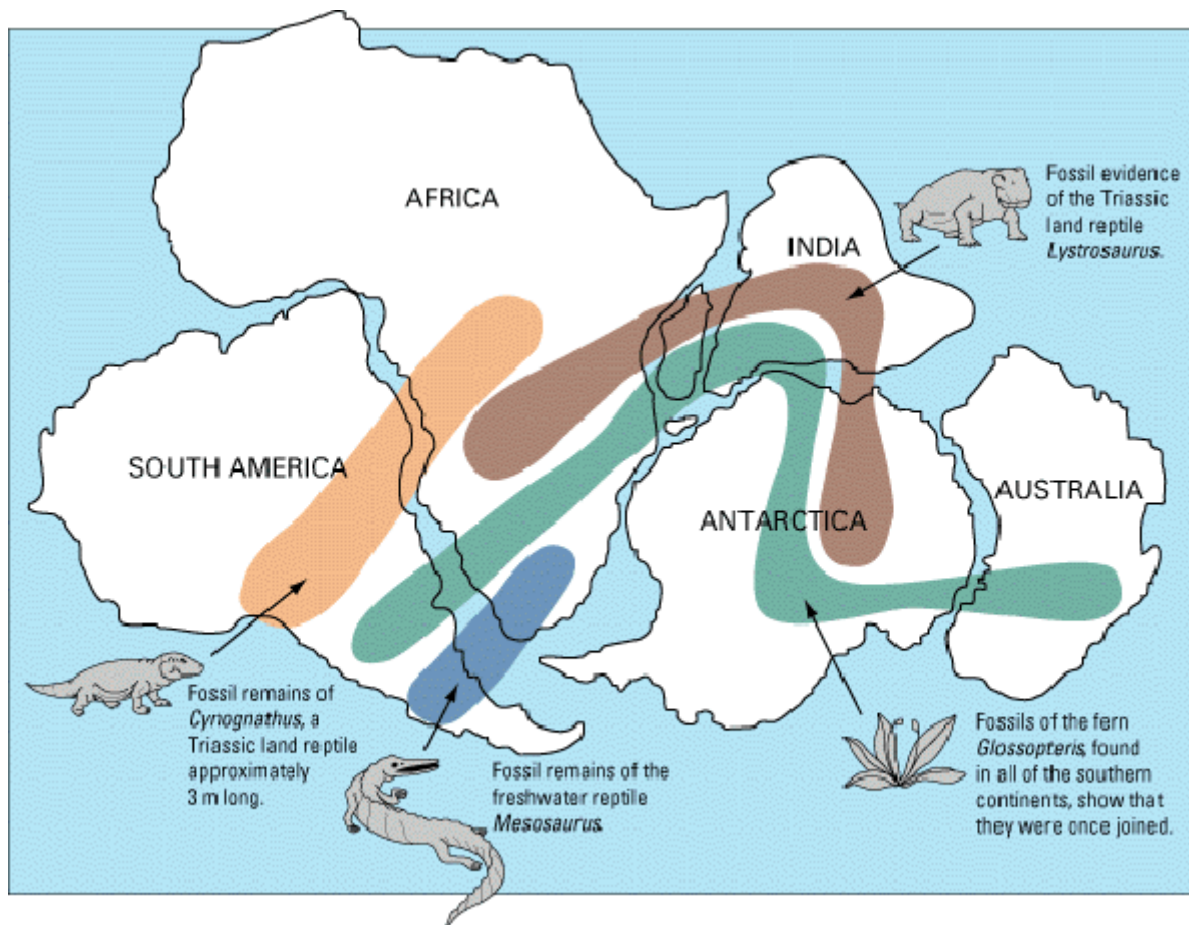 AFRICA
INDIA
Fossil evidence
of the Triassic
land reptile
Lystrosaurus.
SOUTH AMERICA
ANTARCTICA
AUSTRALIA
Fossil remains of
Cynognathus, a
Triassic land reptile
approximately
3 m long.
Fossil remains of the
freshwater reptile
Mesosaurus.
Fossils of the fern
Glossopteris, found
in all of the southern
continents, show that
they were once joined.